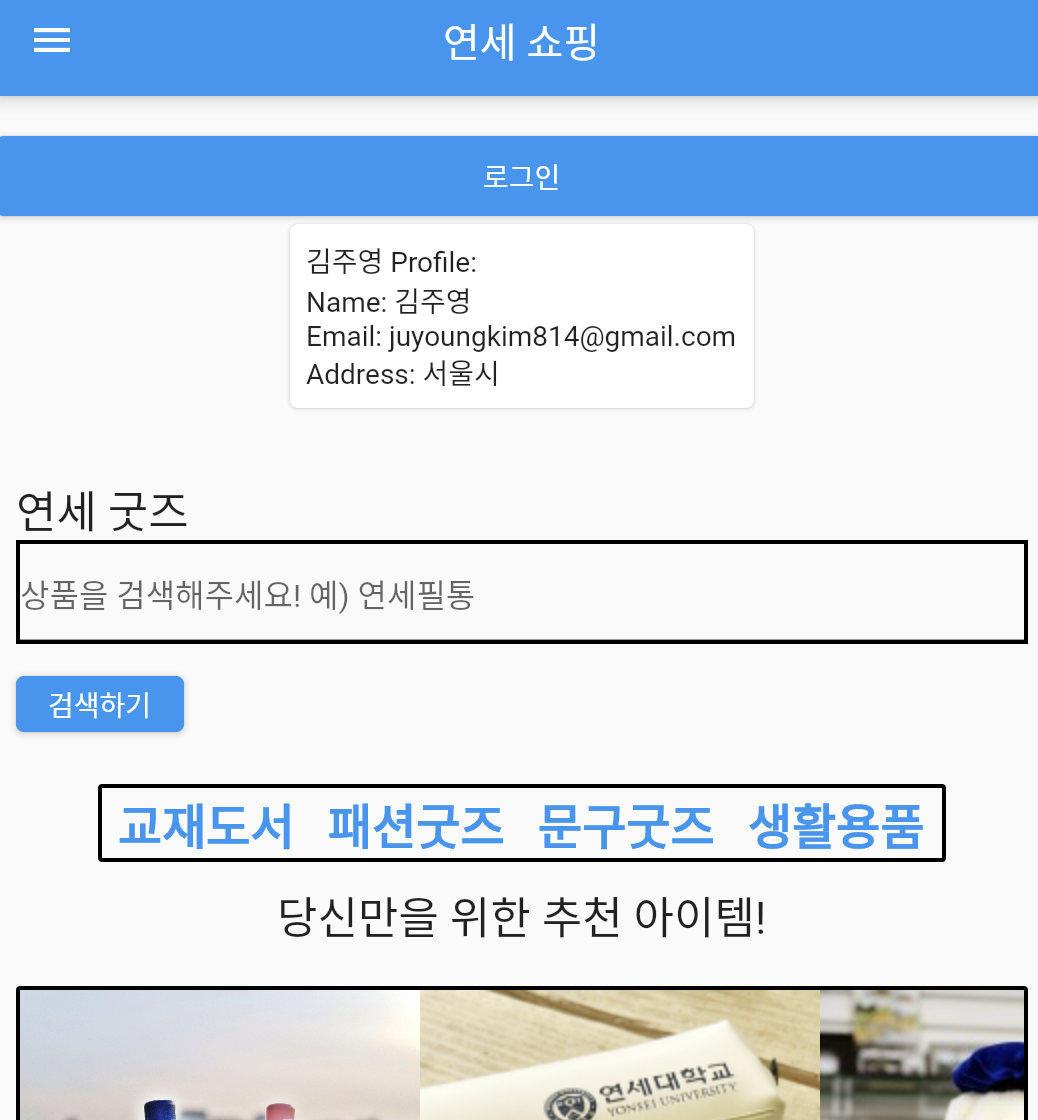 연세 쇼핑
로그인
김주영 Profile:
Name: 김주영
Email: juyoungkim814@gmail.com
Address: 서울시
연세 굿즈
상품을 검색해주세요! 예) 연세필통
검색하기
교재도서 패션굿즈 문구굿즈 생활용품
당신만을 위한 추천 아이템!
연세대학교
YONSEI UNIVERSITY